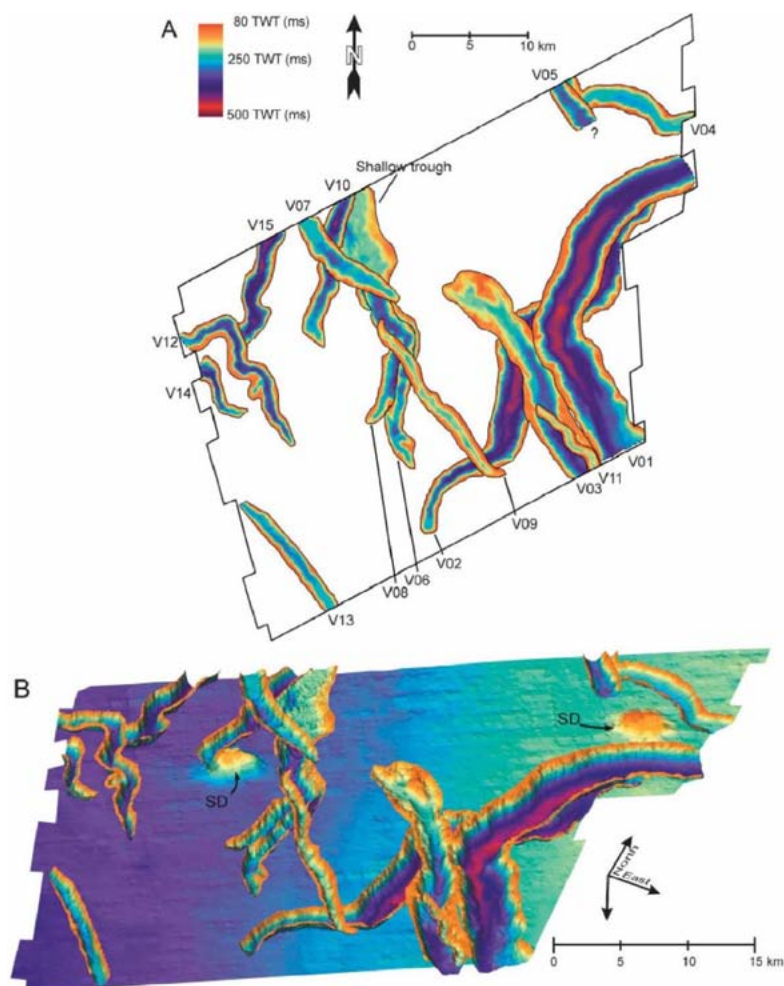 A
80 TWT (ms)
250 TWT (ms)
500 TWT (ms)
N
0 10 km
V05
?
V04
Shallow trough
V10
V07
V15
V12
V14
V01
V11
V03
V09
V02
V06
V08
V13
B
SD
SD
North
East
0 5 10 15 km